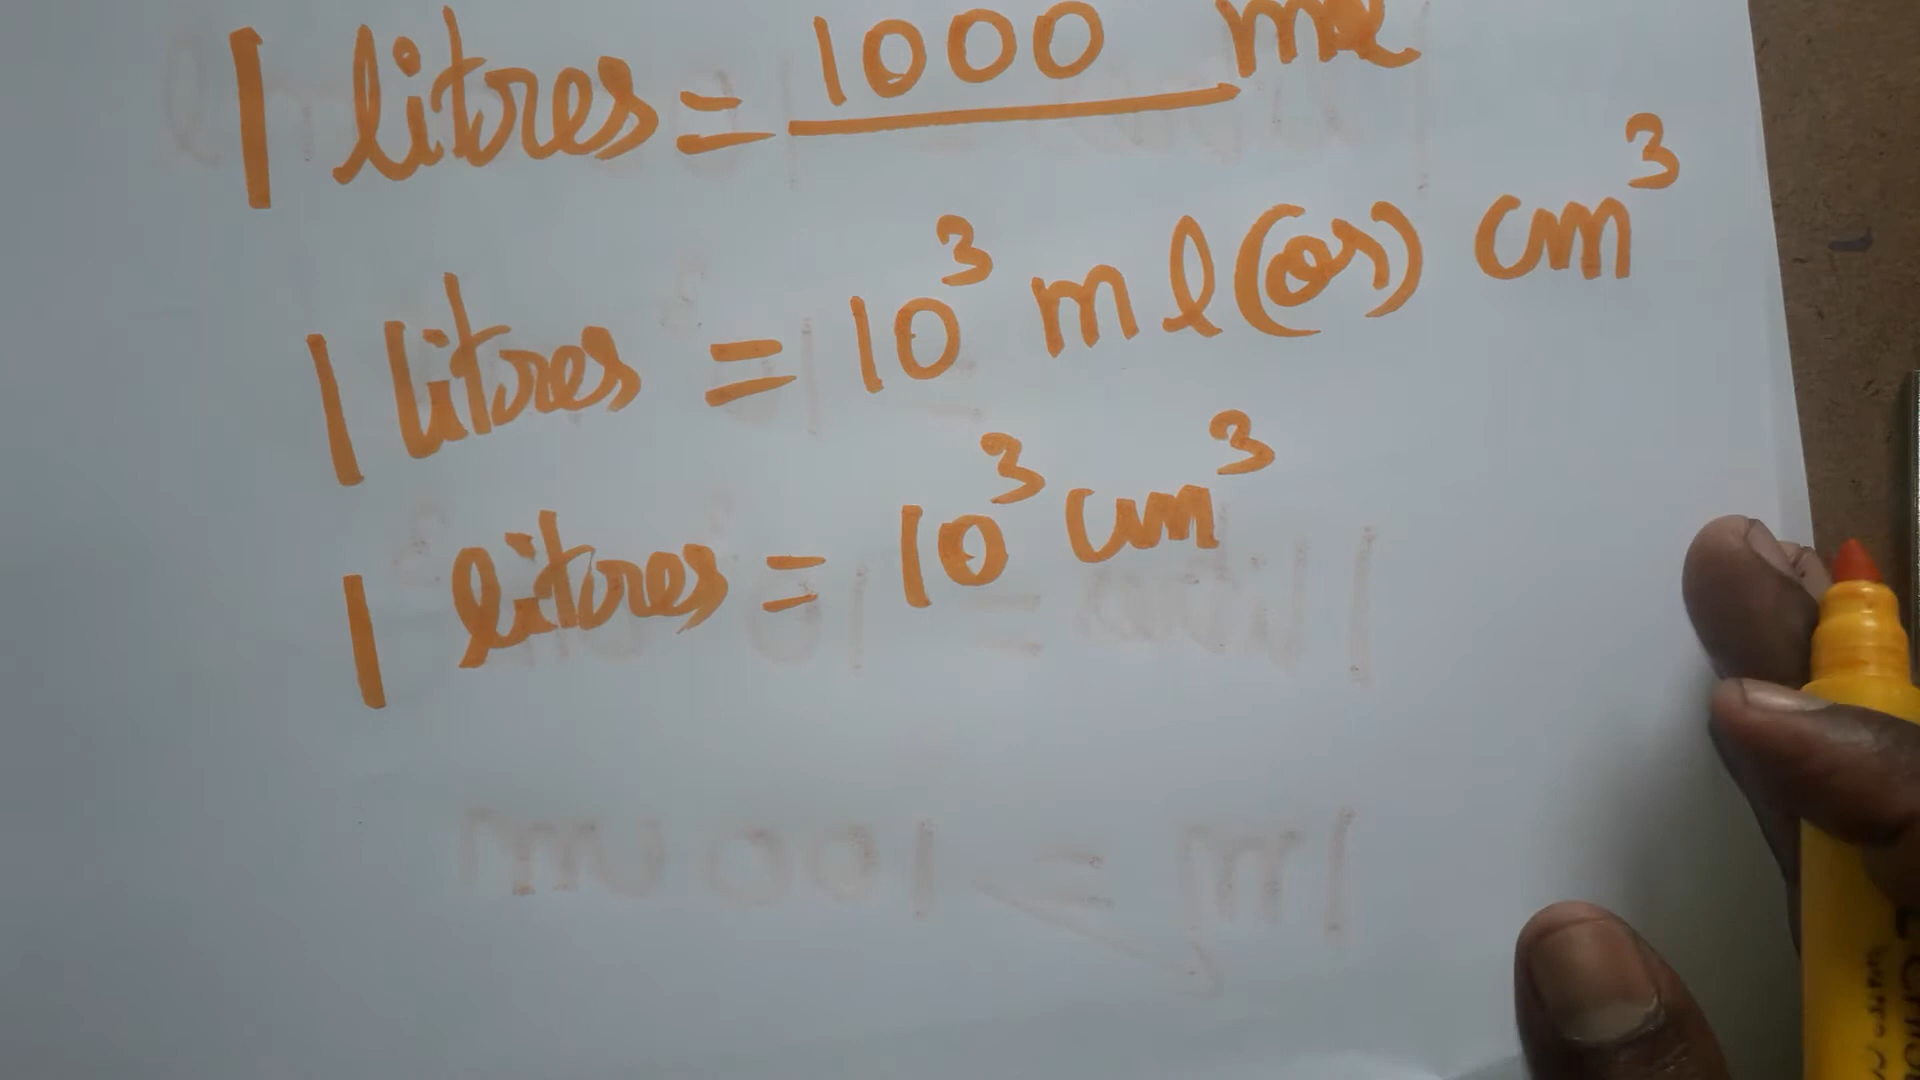 1 litres = 1000 ml
1 litres = 10³ ml (or) cm³
1 litres = 10³ cm³